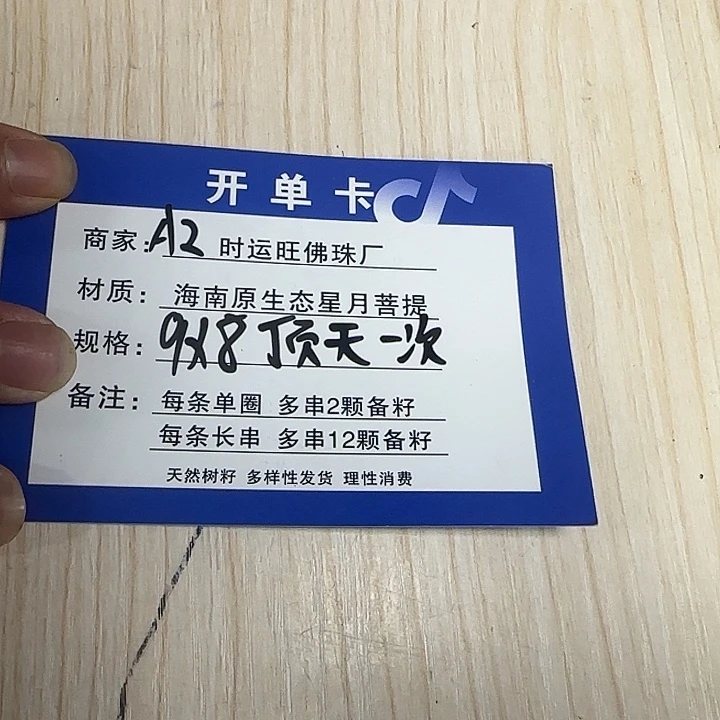 开单卡
商家：A2 时运旺佛珠厂
材质：海南原生态星月菩提
规格：9x8 顶天一次
备注：每条单圈 多串2颗备籽
每条长串 多串12颗备籽
天然树籽 多样性发货 理性消费